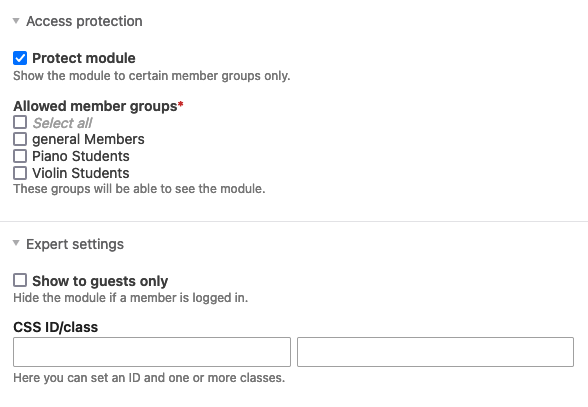 Access protection
Protect module
Show the module to certain member groups only.
Allowed member groups*
Select all
general Members
Piano Students
Violin Students
These groups will be able to see the module.
Expert settings
Show to guests only
Hide the module if a member is logged in.
CSS ID/class
Here you can set an ID and one or more classes.